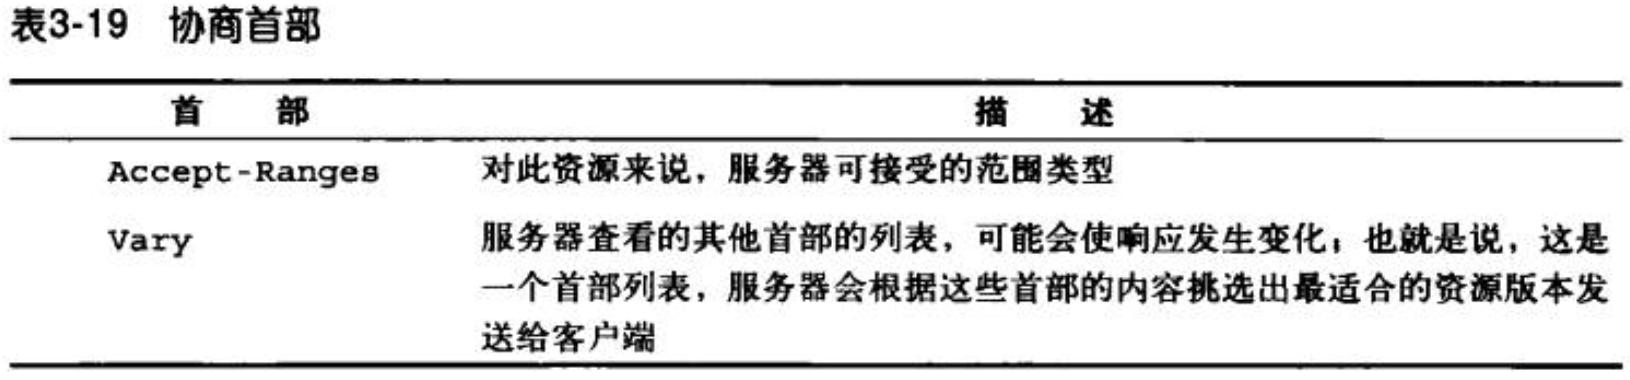 表3-19 协商首部
首 部 描 述
Accept-Ranges 对此资源来说，服务器可接受的范围类型
Vary 服务器查看的其他首部的列表，可能会使响应发生变化；也就是说，这是
一个首部列表，服务器会根据这些首部的内容挑选出最适合的资源版本发
送给客户端